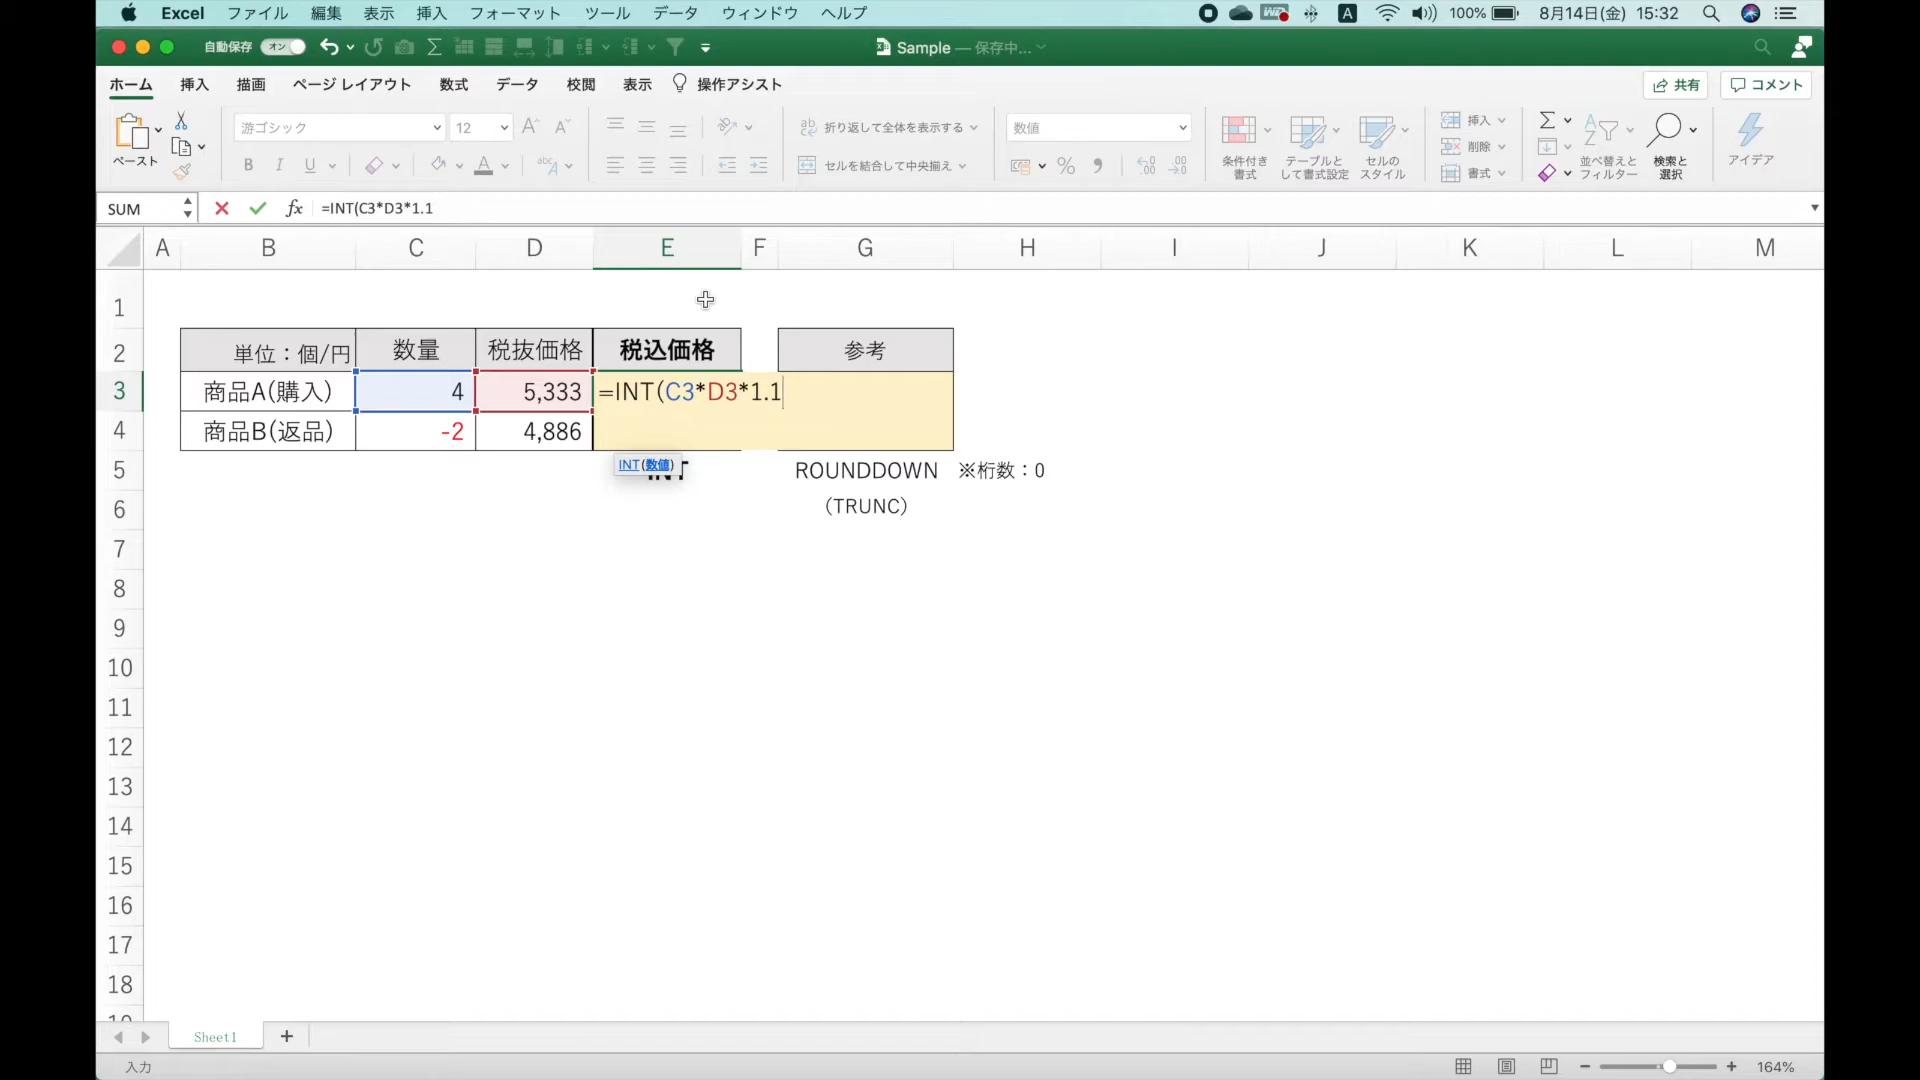 Excel ファイル 編集 表示 挿入 フォーマット ツール データ ウィンドウ ヘルプ A 100% 8月14日(金) 15:32
自動保存 オン Sample — 保存中...
ホーム 挿入 描画 ページ レイアウト 数式 データ 校閲 表示 操作アシスト 共有 コメント
ペースト 游ゴシック 12 折り返して全体を表示する 数値 挿入
B I U セルを結合して中央揃え 条件付き書式 テーブルとして書式設定 セルのスタイル 削除 書式 並べ替えとフィルター 検索と選択 アイデア
SUM fx =INT(C3*D3*1.1
A B C D E F G H I J K L M
1
2 単位：個/円 数量 税抜価格 税込価格 参考
3 商品A(購入) 4 5,333 =INT(C3*D3*1.1
4 商品B(返品) -2 4,886
5 INT(数値) ROUNDDOWN ※桁数：0
6 (TRUNC)
7
8
9
10
11
12
13
14
15
16
17
18
Sheet1 +
入力 164%